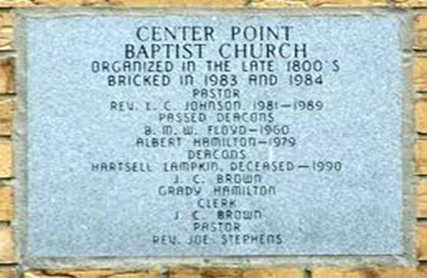 CENTER POINT
BAPTIST CHURCH
ORGANIZED IN THE LATE 1800'S
BRICKED IN 1983 AND 1984
PASTOR
REV. L. C. JOHNSON, 1981-1989
PASSED DEACONS
B. M. W. FLOYD-1960
ALBERT HAMILTON-1979
DEACONS
HARTSELL LAMPKIN, DECEASED-1990
J. C. BROWN
GRADY HAMILTON
CLERK
J. C. BROWN
PASTOR
REV. JOE STEPHENS